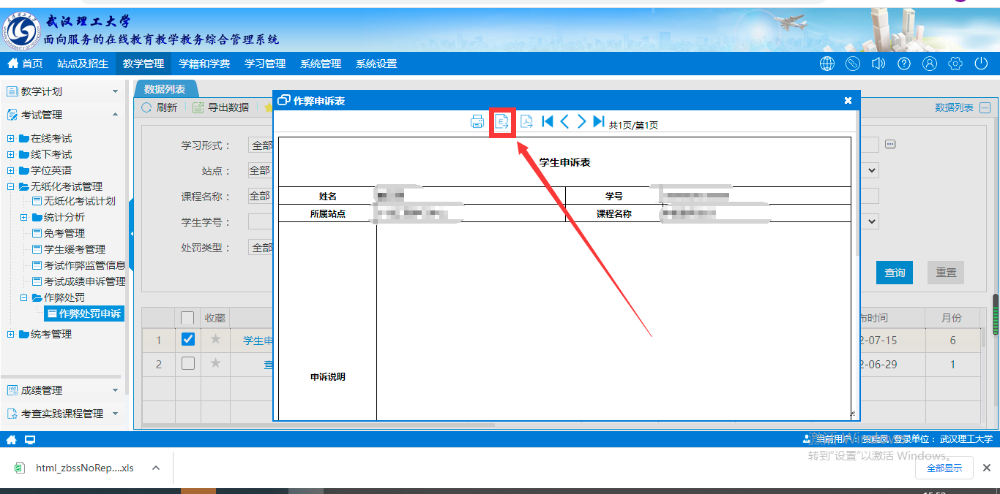 武汉理工大学
面向服务的在线教育教学教务综合管理系统
首页 站点及招生 教学管理 学籍和学费 学习管理 系统管理 系统设置
教学计划
考试管理
在线考试
线下考试
学位英语
无纸化考试管理
无纸化考试计划
统计分析
免考管理
学生缓考管理
考试作弊监管信息
考试成绩申诉管理
作弊处罚
作弊处罚申诉
统考管理
成绩管理
考查实践课程管理
数据列表
刷新 导出数据
数据列表
学习形式： 全部
站点： 全部
课程名称： 全部
学生学号：
处罚类型： 全部
查询 重置
收藏 布时间 月份
1 学生申 2-07-15 6
2 查 2-06-29 1
作弊申诉表
E
共1页/第1页
学生申诉表
姓名 学号
所属站点 课程名称
申诉说明
当前用户： 登录单位： 武汉理工大学
激活 Windows
转到"设置"以激活 Windows。
html_zbssNoRep....xls
全部显示